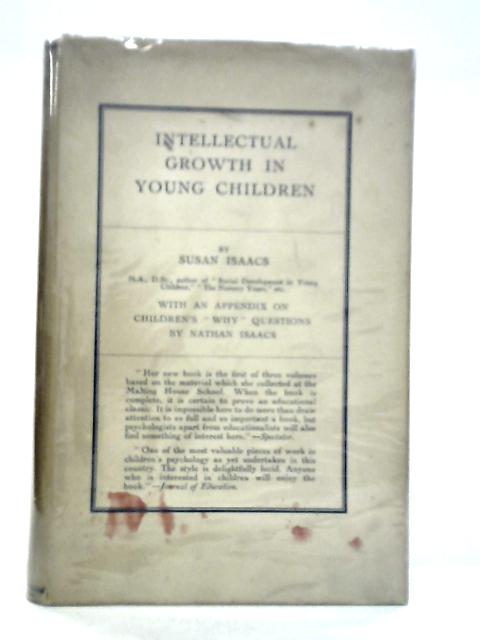 INTELLECTUAL
GROWTH IN
YOUNG CHILDREN
BY
SUSAN ISAACS
M.A., D.Sc., author of "Social Development in Young
Children," "The Nursery Years," etc.
WITH AN APPENDIX ON
CHILDREN'S "WHY" QUESTIONS
BY NATHAN ISAACS
"Her new book is the first of three volumes
based on the material which she collected at the
Malting House School. When the book is
complete, it is certain to prove an educational
classic. It is impossible here to do more than draw
attention to so full and so important a book, but
psychologists apart from educationalists will also
find something of interest here."—Spectator.
"One of the most valuable pieces of work in
children's psychology as yet undertaken in this
country. The style is delightfully lucid. Anyone
who is interested in children will enjoy the
book."—Journal of Education.